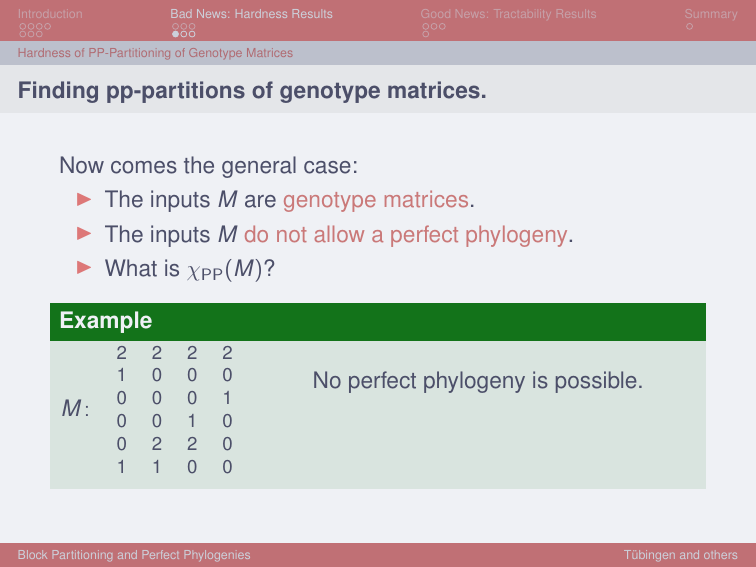 Introduction
Bad News: Hardness Results
Good News: Tractability Results
Summary
Hardness of PP-Partitioning of Genotype Matrices
Finding pp-partitions of genotype matrices.
Now comes the general case:
The inputs M are genotype matrices.
The inputs M do not allow a perfect phylogeny.
What is χPP(M)?
Example
M:
2 2 2 2
1 0 0 0
0 0 0 1
0 0 1 0
0 2 2 0
1 1 0 0
No perfect phylogeny is possible.
Block Partitioning and Perfect Phylogenies
Tübingen and others